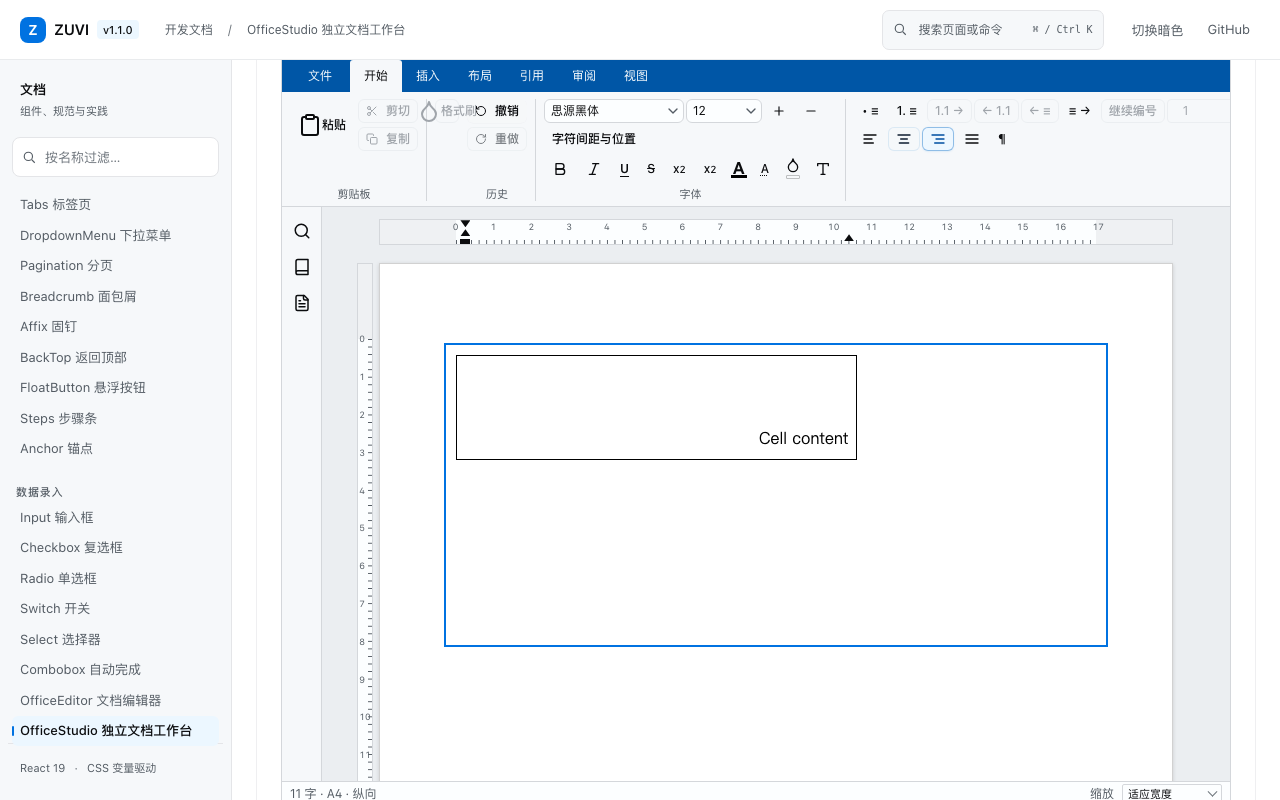 Z ZUVI v1.1.0 开发文档 / OfficeStudio 独立文档工作台 搜索页面或命令 ⌘ / Ctrl K 切换暗色 GitHub
文档
组件、规范与实践
按名称过滤...
Tabs 标签页
DropdownMenu 下拉菜单
Pagination 分页
Breadcrumb 面包屑
Affix 固钉
BackTop 返回顶部
FloatButton 悬浮按钮
Steps 步骤条
Anchor 锚点
数据录入
Input 输入框
Checkbox 复选框
Radio 单选框
Switch 开关
Select 选择器
Combobox 自动完成
OfficeEditor 文档编辑器
OfficeStudio 独立文档工作台
React 19 · CSS 变量驱动
文件 开始 插入 布局 引用 审阅 视图
粘贴 剪切 格式刷 撤销 思源黑体 12 + − • ≡ 1. ≡ 1.1 → ← 1.1 ← ≡ ≡ → 继续编号 1
复制 重做 字符间距与位置 ¶
B I U S x2 x2 A A T
剪贴板 历史 字体
0 1 2 3 4 5 6 7 8 9 10 11 12 13 14 15 16 17
0
1
2
3
4
5
6
7
8
9
10
11
Cell content
11 字 · A4 · 纵向 缩放 适应宽度